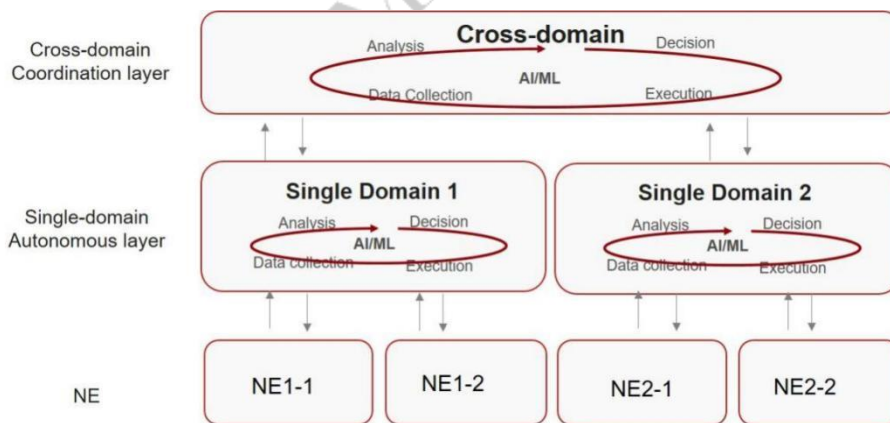 Cross-domain
Coordination layer
Cross-domain
Analysis
Decision
AI/ML
Data Collection
Execution
Single-domain
Autonomous layer
Single Domain 1
Analysis
Decision
AI/ML
Data collection
Execution
Single Domain 2
Analysis
Decision
AI/ML
Data collection
Execution
NE
NE1-1
NE1-2
NE2-1
NE2-2